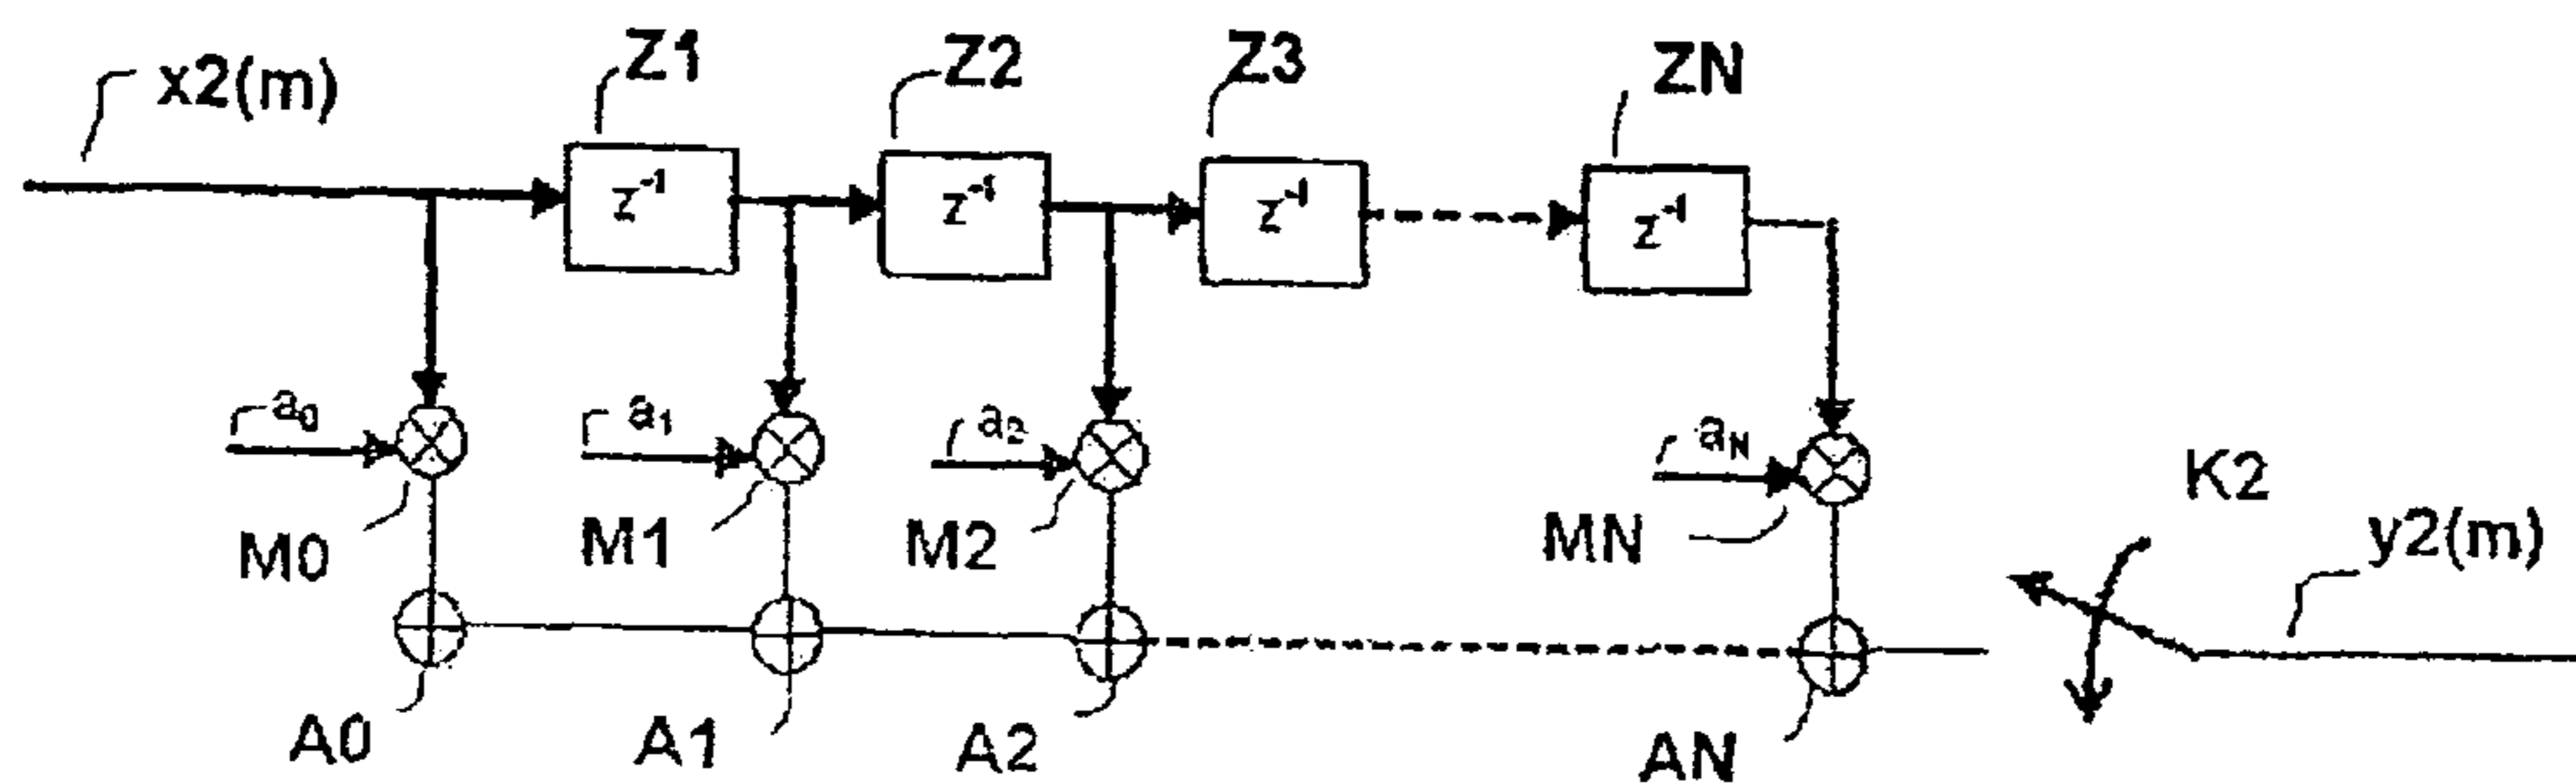 x2(m) Z1 Z2 Z3 ZN
z⁻¹ z⁻¹ z⁻¹ z⁻¹
a₀ a₁ a₂ a_N
K2
M0 M1 M2 MN y2(m)
A0 A1 A2 AN